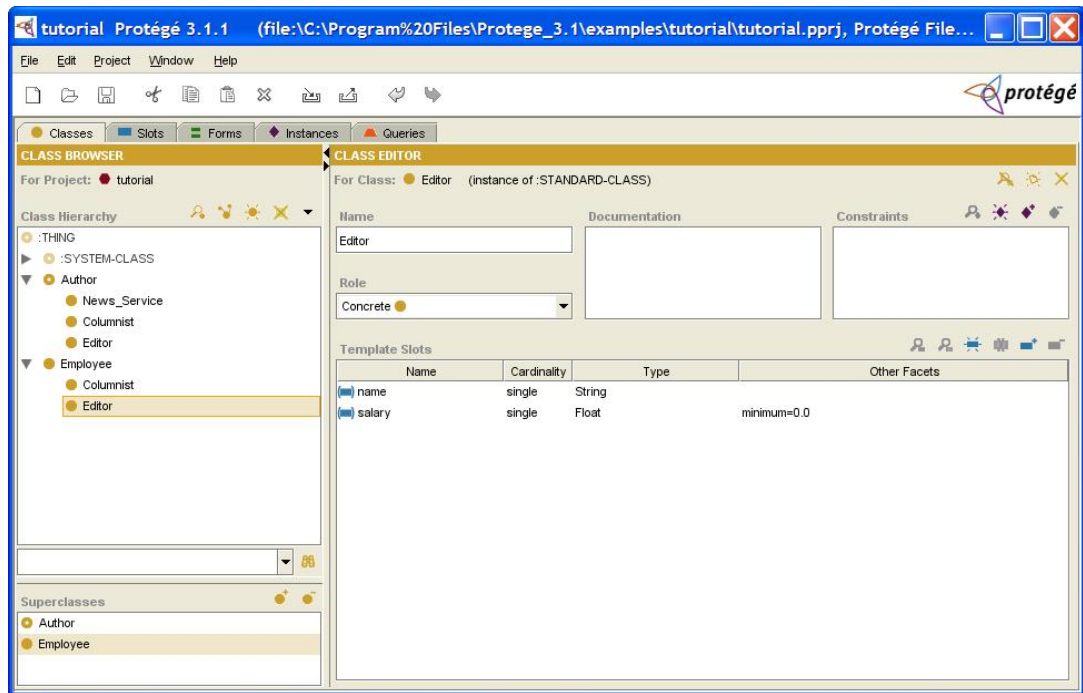 tutorial Protégé 3.1.1 (file:\C:\Program%20Files\Protege_3.1\examples\tutorial\tutorial.pprj, Protégé File...
File Edit Project Window Help
protégé
Classes Slots Forms Instances Queries
CLASS BROWSER
For Project: tutorial
Class Hierarchy
:THING
:SYSTEM-CLASS
Author
News_Service
Columnist
Editor
Employee
Columnist
Editor
Superclasses
Author
Employee
CLASS EDITOR
For Class: Editor (instance of :STANDARD-CLASS)
Name Documentation Constraints
Editor
Role
Concrete
Template Slots
Name Cardinality Type Other Facets
name single String
salary single Float minimum=0.0